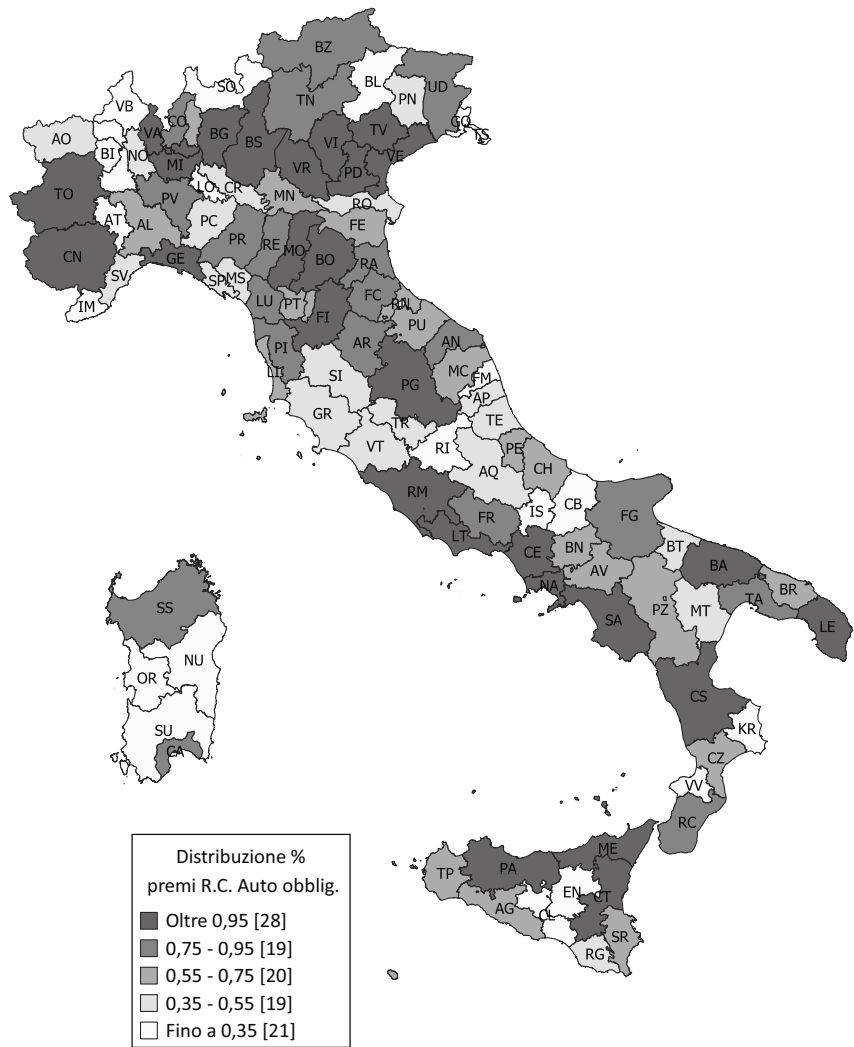 BZ
BL
UD
SO
TN
PN
VB
CO
GO
TS
AO
VA
BG
BS
VI
TV
BI
NO
MI
VR
PD
VE
TO
PV
LO
CR
MN
RO
AT
AL
PC
FE
CN
PR
RE
MO
BO
GE
RA
SV
SP
MS
IM
LU
PT
FI
FC
RN
PU
PI
AR
AN
LI
SI
PG
MC
FM
AP
GR
TR
TE
VT
RI
PE
AQ
CH
RM
IS
CB
FG
LT
FR
CE
BN
BT
BA
NA
AV
SA
PZ
MT
TA
BR
LE
SS
NU
OR
CS
SU
KR
CA
CZ
VV
RC
ME
PA
TP
EN
CT
AG
CL
SR
RG
Distribuzione %
premi R.C. Auto obblig.
Oltre 0,95 [28]
0,75 - 0,95 [19]
0,55 - 0,75 [20]
0,35 - 0,55 [19]
Fino a 0,35 [21]